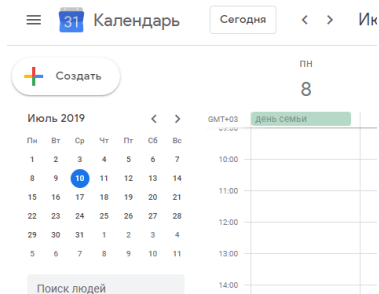 31 Календарь Сегодня Ию
Создать ПН
8
Июль 2019
GMT+03 день семьи
09:00
Пн Вт Ср Чт Пт Сб Вс
1 2 3 4 5 6 7 10:00
8 9 10 11 12 13 14
15 16 17 18 19 20 21 11:00
22 23 24 25 26 27 28 12:00
29 30 31 1 2 3 4
5 6 7 8 9 10 11 13:00
Поиск людей 14:00